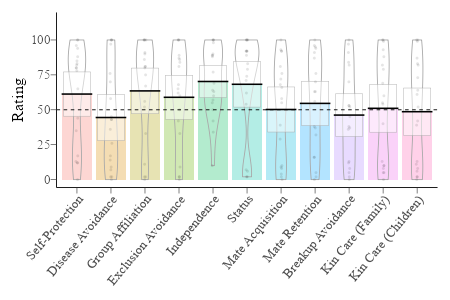 100
75
50
25
0
Rating
Self-Protection
Disease Avoidance
Group Affiliation
Exclusion Avoidance
Independence
Status
Mate Acquisition
Mate Retention
Breakup Avoidance
Kin Care (Family)
Kin Care (Children)